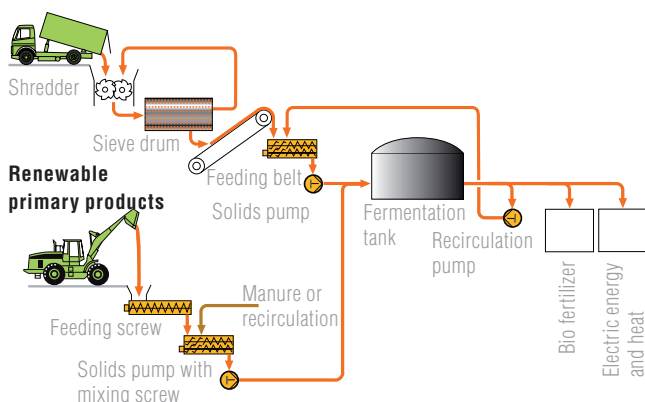 Shredder
Sieve drum
Feeding belt
Solids pump
Fermentation
tank
Recirculation
pump
Bio fertilizer
Electric energy
and heat
Renewable
primary products
Feeding screw
Manure or
recirculation
Solids pump with
mixing screw